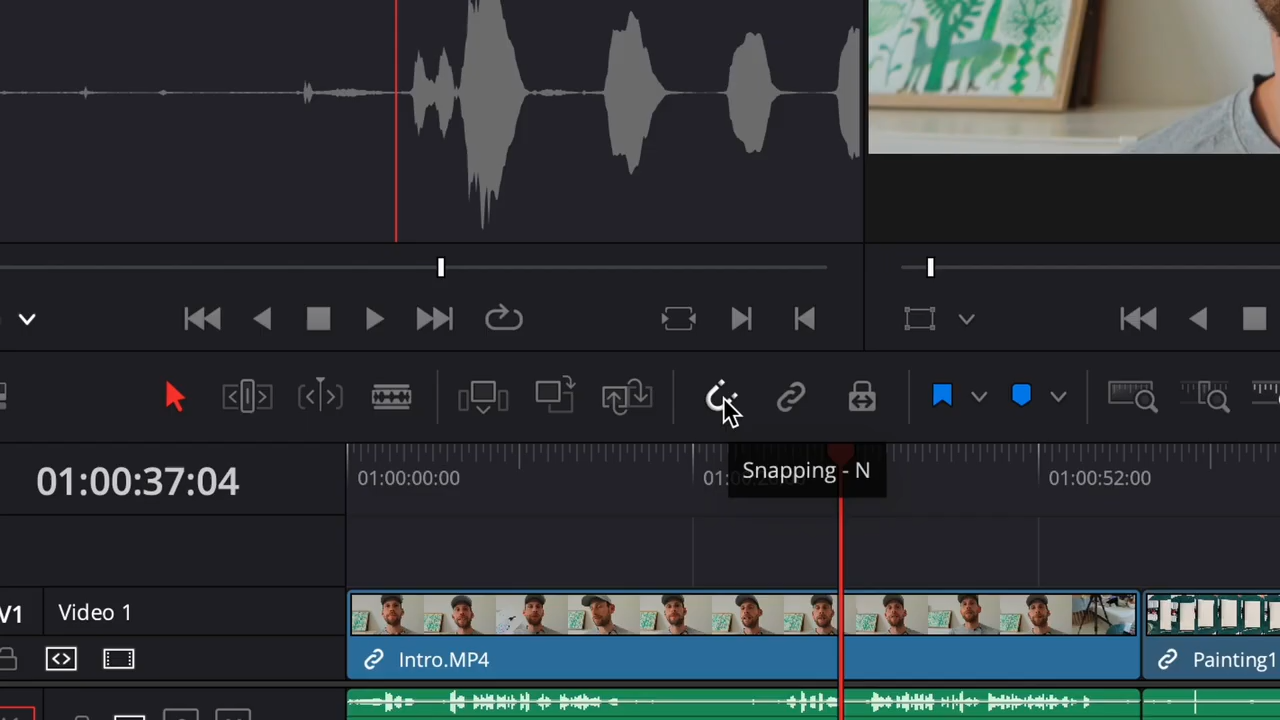 01:00:37:04
01:00:00:00
Snapping - N
01:00:52:00
V1
Video 1
Intro.MP4
Painting1